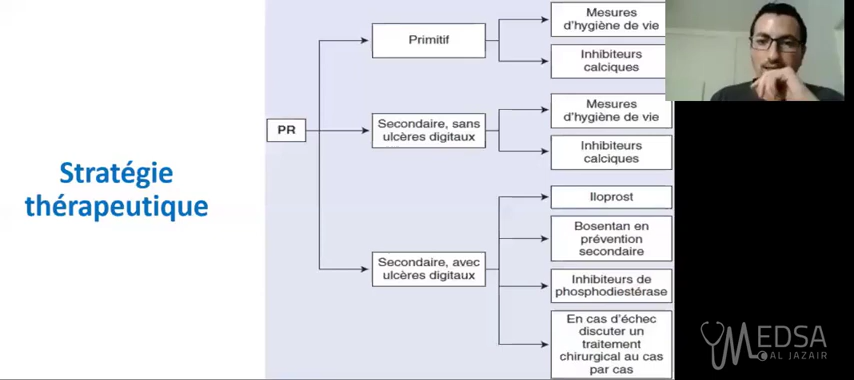 Stratégie
thérapeutique
PR
Primitif
Mesures
d'hygiène de vie
Inhibiteurs
calciques
Secondaire, sans
ulcères digitaux
Mesures
d'hygiène de vie
Inhibiteurs
calciques
Secondaire, avec
ulcères digitaux
Iloprost
Bosentan en
prévention
secondaire
Inhibiteurs de
phosphodiestérase
En cas d'échec
discuter un
traitement
chirurgical au cas
par cas
MEDSA
AL JAZAIR